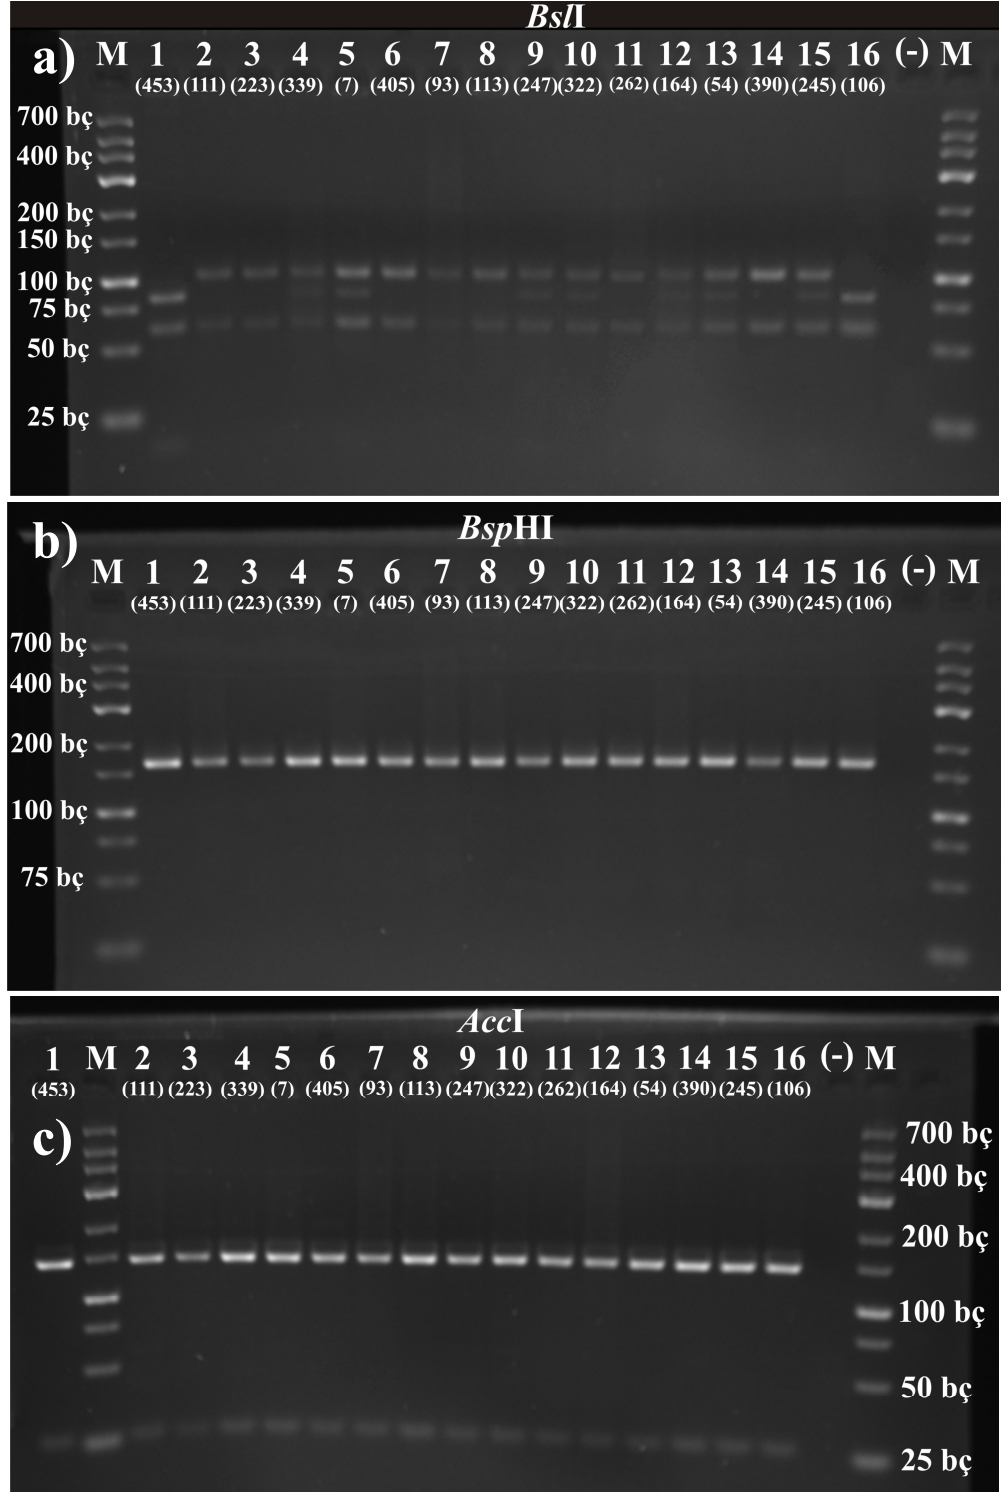 BslI
a) M 1 2 3 4 5 6 7 8 9 10 11 12 13 14 15 16 (-) M
(453) (111) (223) (339) (7) (405) (93) (113) (247) (322) (262) (164) (54) (390) (245) (106)
700 bç
400 bç
200 bç
150 bç
100 bç
75 bç
50 bç
25 bç
BspHI
b)
M 1 2 3 4 5 6 7 8 9 10 11 12 13 14 15 16 (-) M
(453) (111) (223) (339) (7) (405) (93) (113) (247) (322) (262) (164) (54) (390) (245) (106)
700 bç
400 bç
200 bç
100 bç
75 bç
AccI
1 M 2 3 4 5 6 7 8 9 10 11 12 13 14 15 16 (-) M
(453) (111) (223) (339) (7) (405) (93) (113) (247) (322) (262) (164) (54) (390) (245) (106)
c)
700 bç
400 bç
200 bç
100 bç
50 bç
25 bç